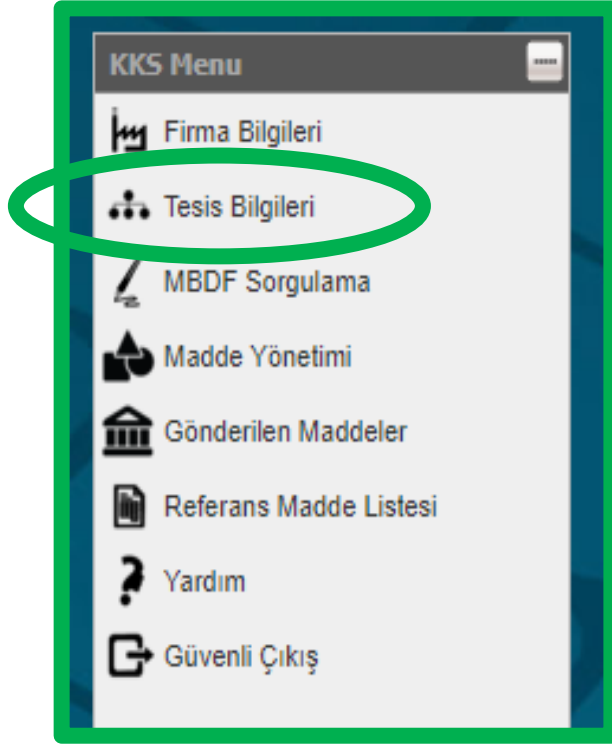 KKS Menu
Firma Bilgileri
Tesis Bilgileri
MBDF Sorgulama
Madde Yönetimi
Gönderilen Maddeler
Referans Madde Listesi
Yardım
Güvenli Çıkış